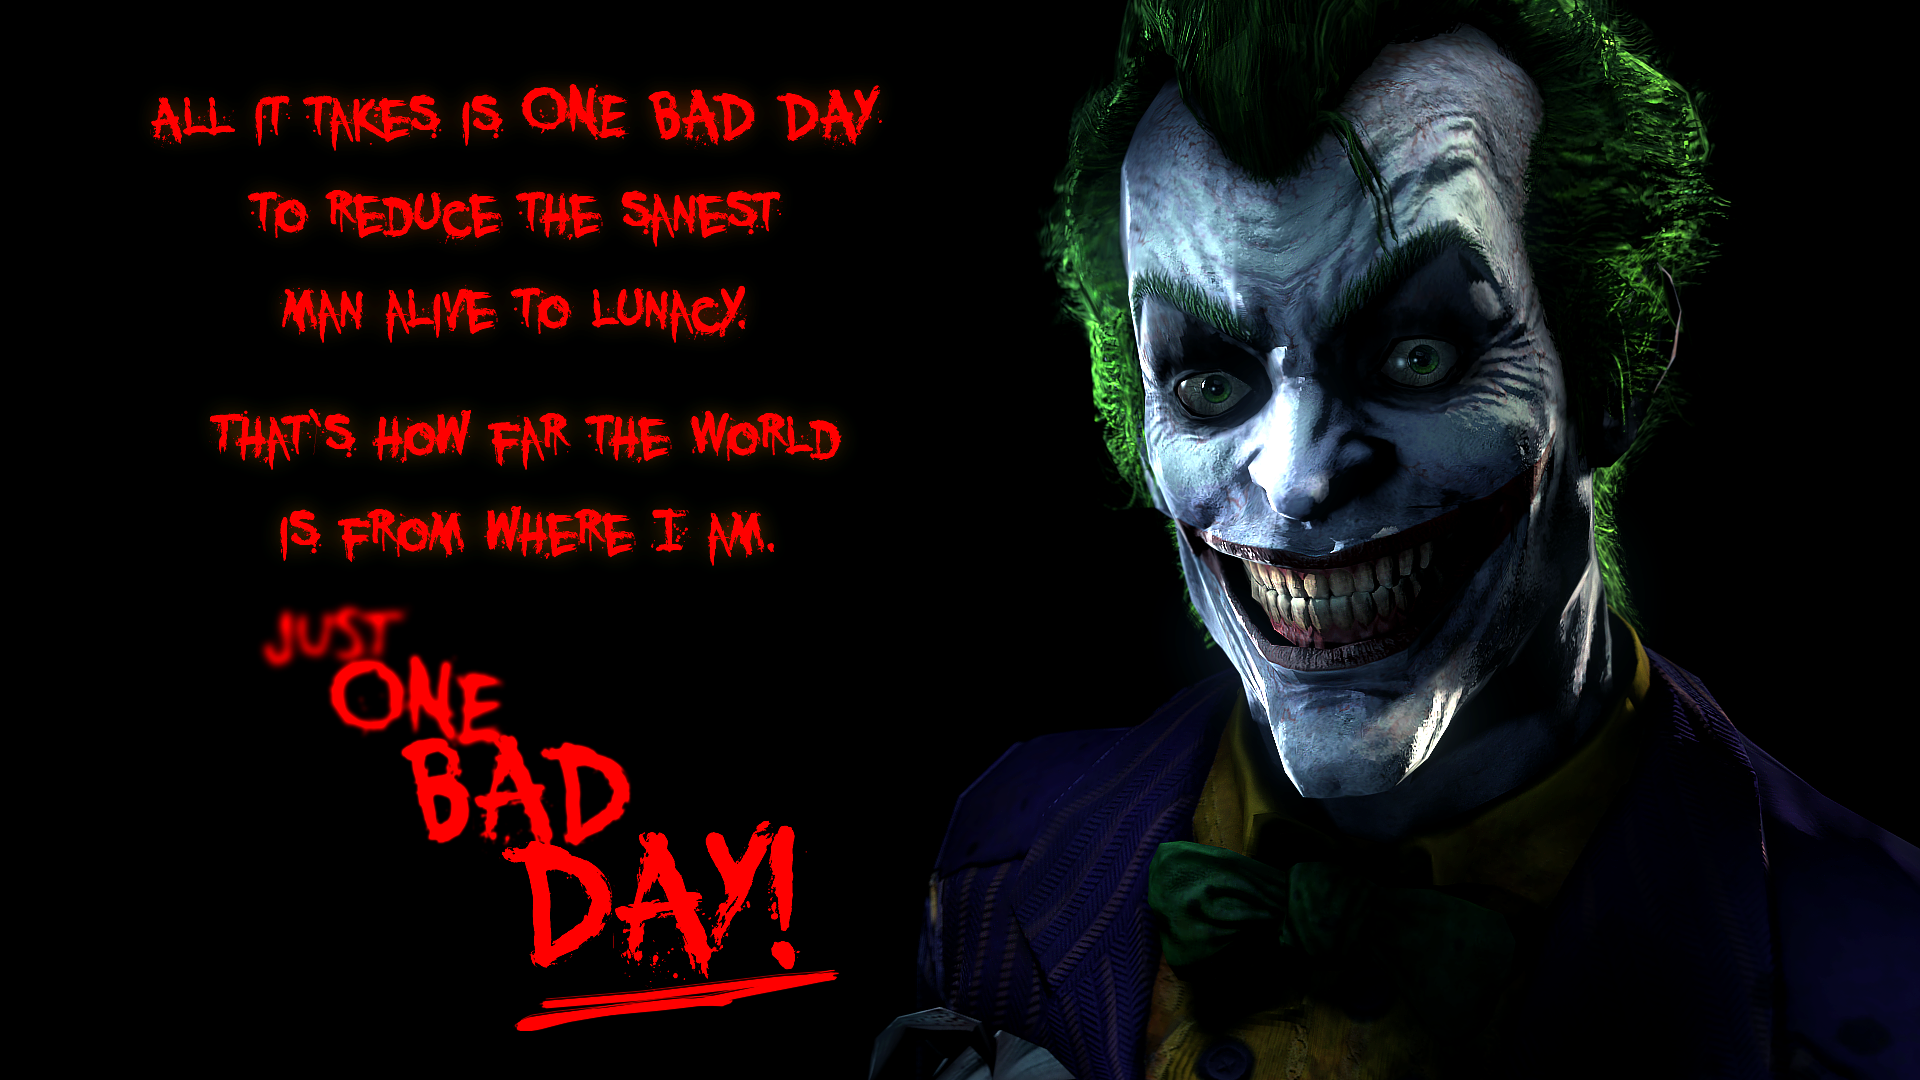 ALL IT TAKES IS ONE BAD DAY
TO REDUCE THE SANEST
MAN ALIVE TO LUNACY.
THAT'S HOW FAR THE WORLD
IS FROM WHERE I AM.
JUST
ONE
BAD
DAY!